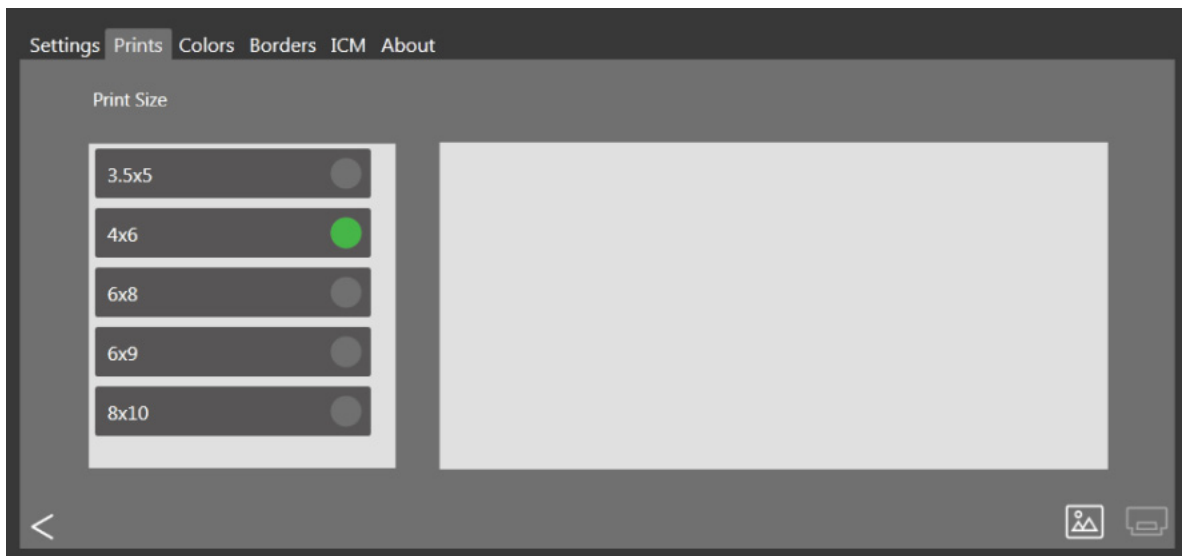 Settings Prints Colors Borders ICM About
Print Size
3.5x5
4x6
6x8
6x9
8x10